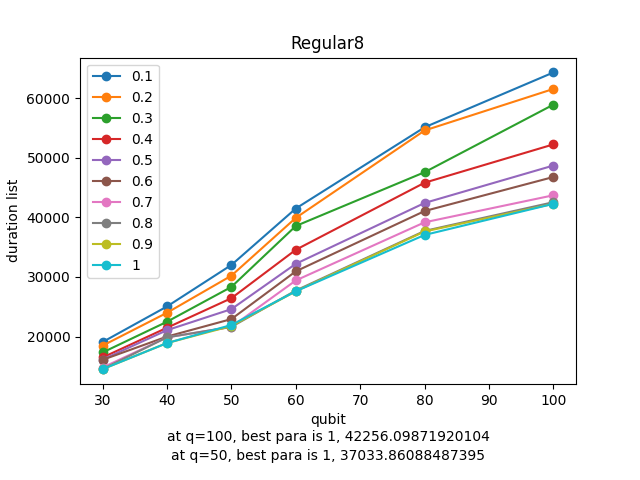 Regular8
0.1
0.2
0.3
0.4
0.5
0.6
0.7
0.8
0.9
1
duration list
60000
50000
40000
30000
20000
30 40 50 60 70 80 90 100
qubit
at q=100, best para is 1, 42256.09871920104
at q=50, best para is 1, 37033.86088487395